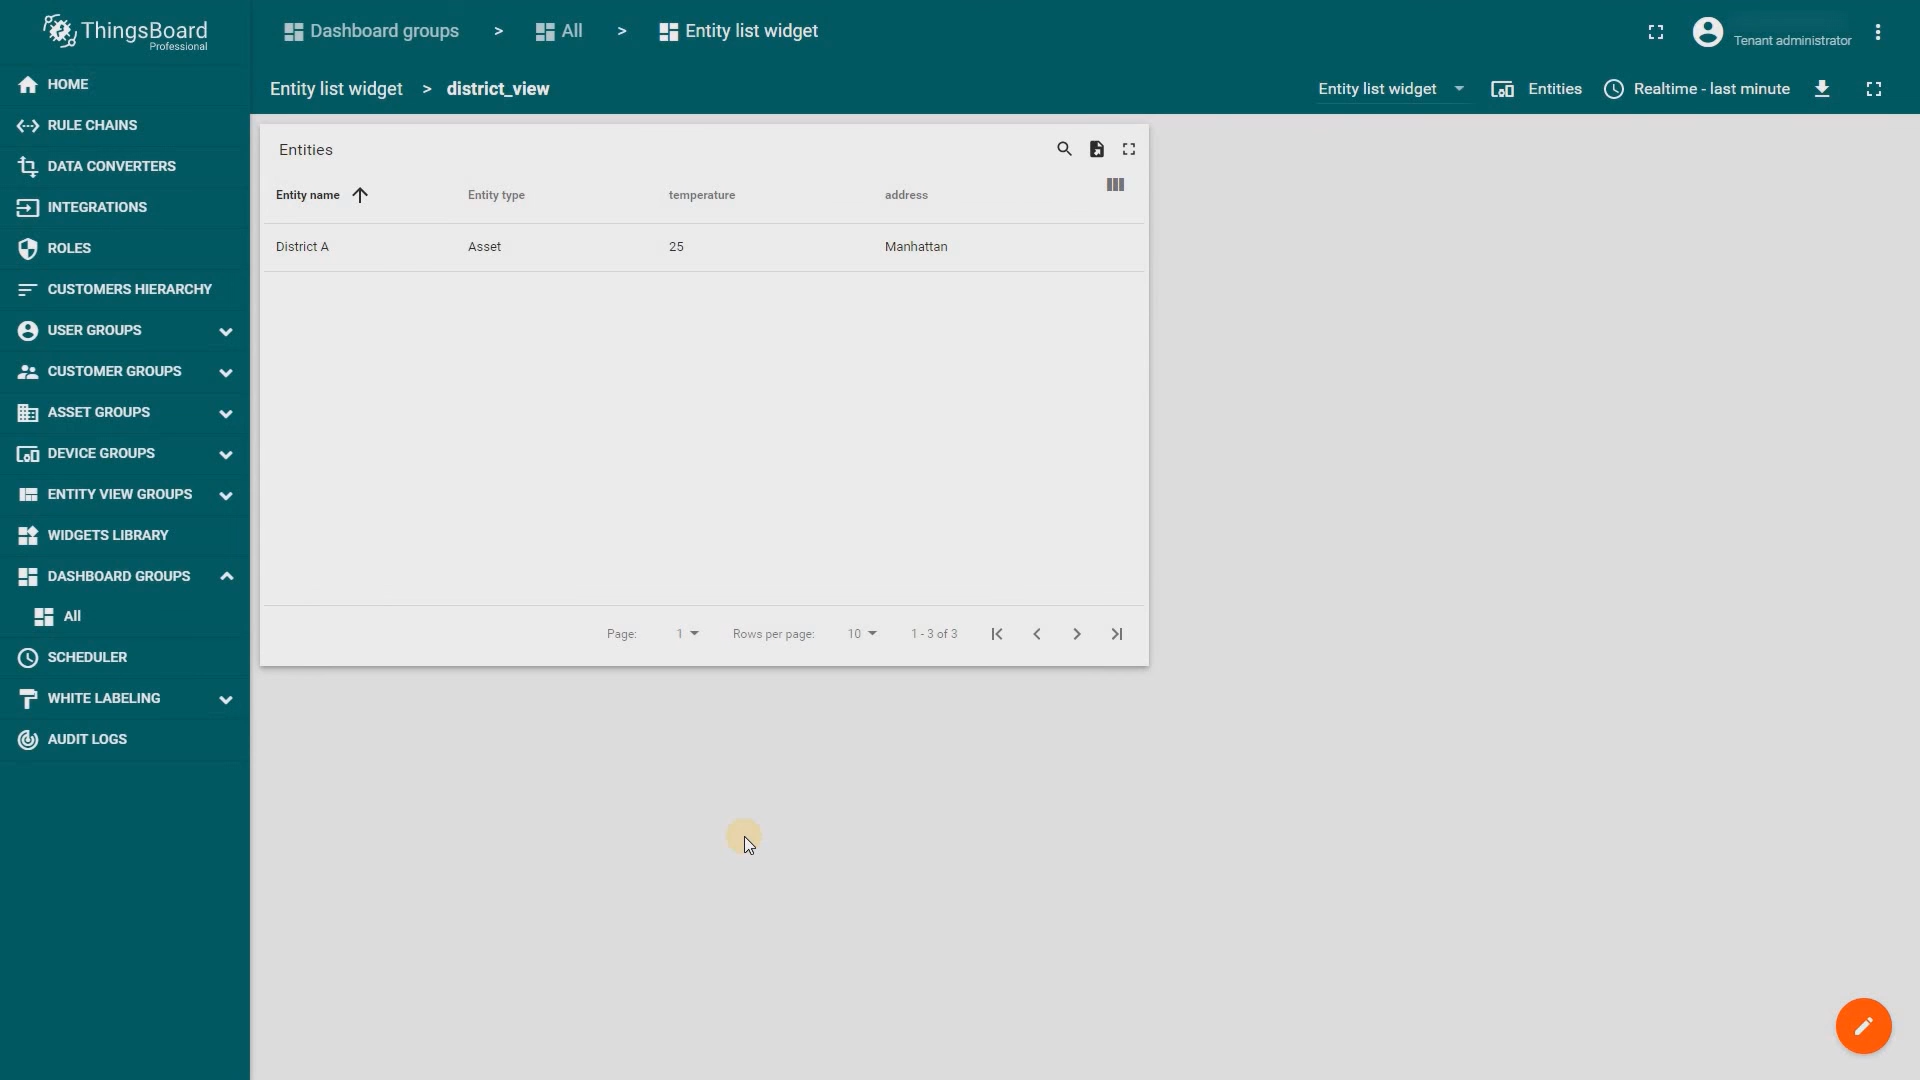 ThingsBoard
Professional
Dashboard groups > All > Entity list widget
Tenant administrator
Entity list widget > district_view
Entity list widget
Entities
Realtime - last minute
HOME
RULE CHAINS
DATA CONVERTERS
INTEGRATIONS
ROLES
CUSTOMERS HIERARCHY
USER GROUPS
CUSTOMER GROUPS
ASSET GROUPS
DEVICE GROUPS
ENTITY VIEW GROUPS
WIDGETS LIBRARY
DASHBOARD GROUPS
All
SCHEDULER
WHITE LABELING
AUDIT LOGS
Entities
Entity name Entity type temperature address
District A Asset 25 Manhattan
Page: 1 Rows per page: 10 1 - 3 of 3